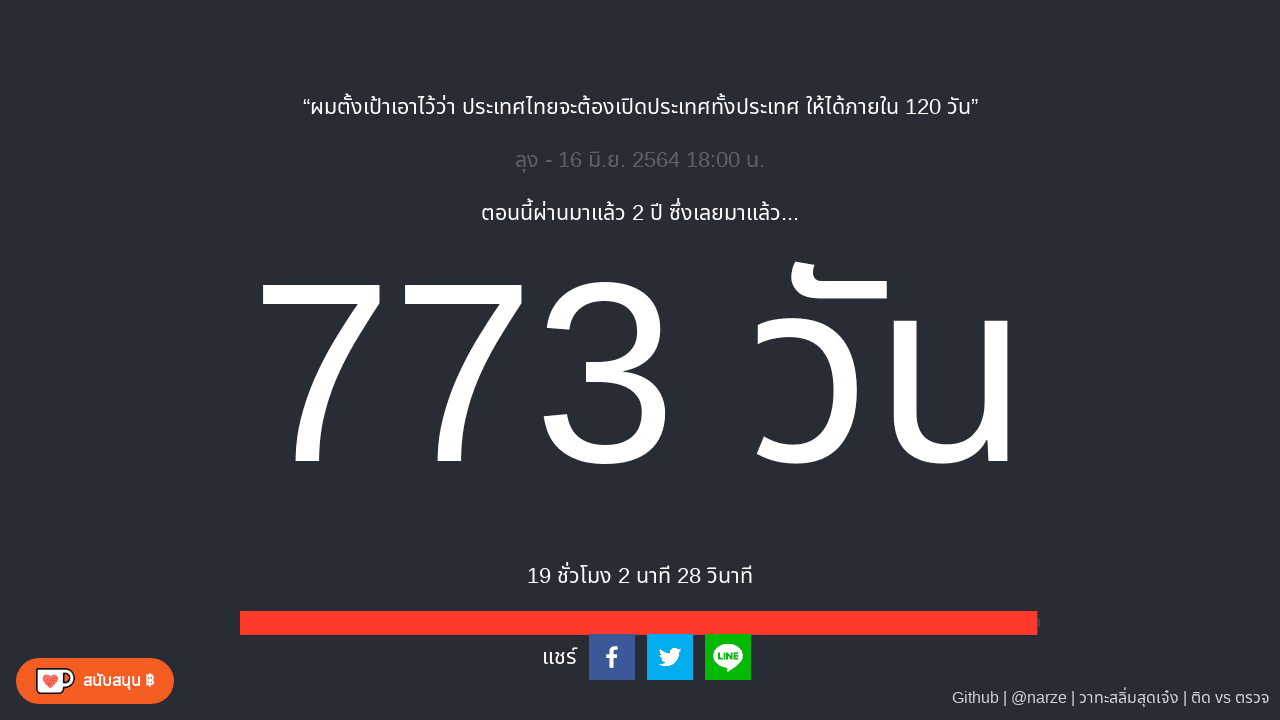 “ผมตั้งเป้าเอาไว้ว่า ประเทศไทยจะต้องเปิดประเทศทั้งประเทศ ให้ได้ภายใน 120 วัน”
ลุง - 16 มิ.ย. 2564 18:00 น.
ตอนนี้ผ่านมาแล้ว 2 ปี ซึ่งเลยมาแล้ว...
773 วัน
19 ชั่วโมง 2 นาที 28 วินาที
แชร์
LINE
สนับสนุน ฿
Github | @narze | วาทะสลิ่มสุดเจ๋ง | ติด vs ตรวจ